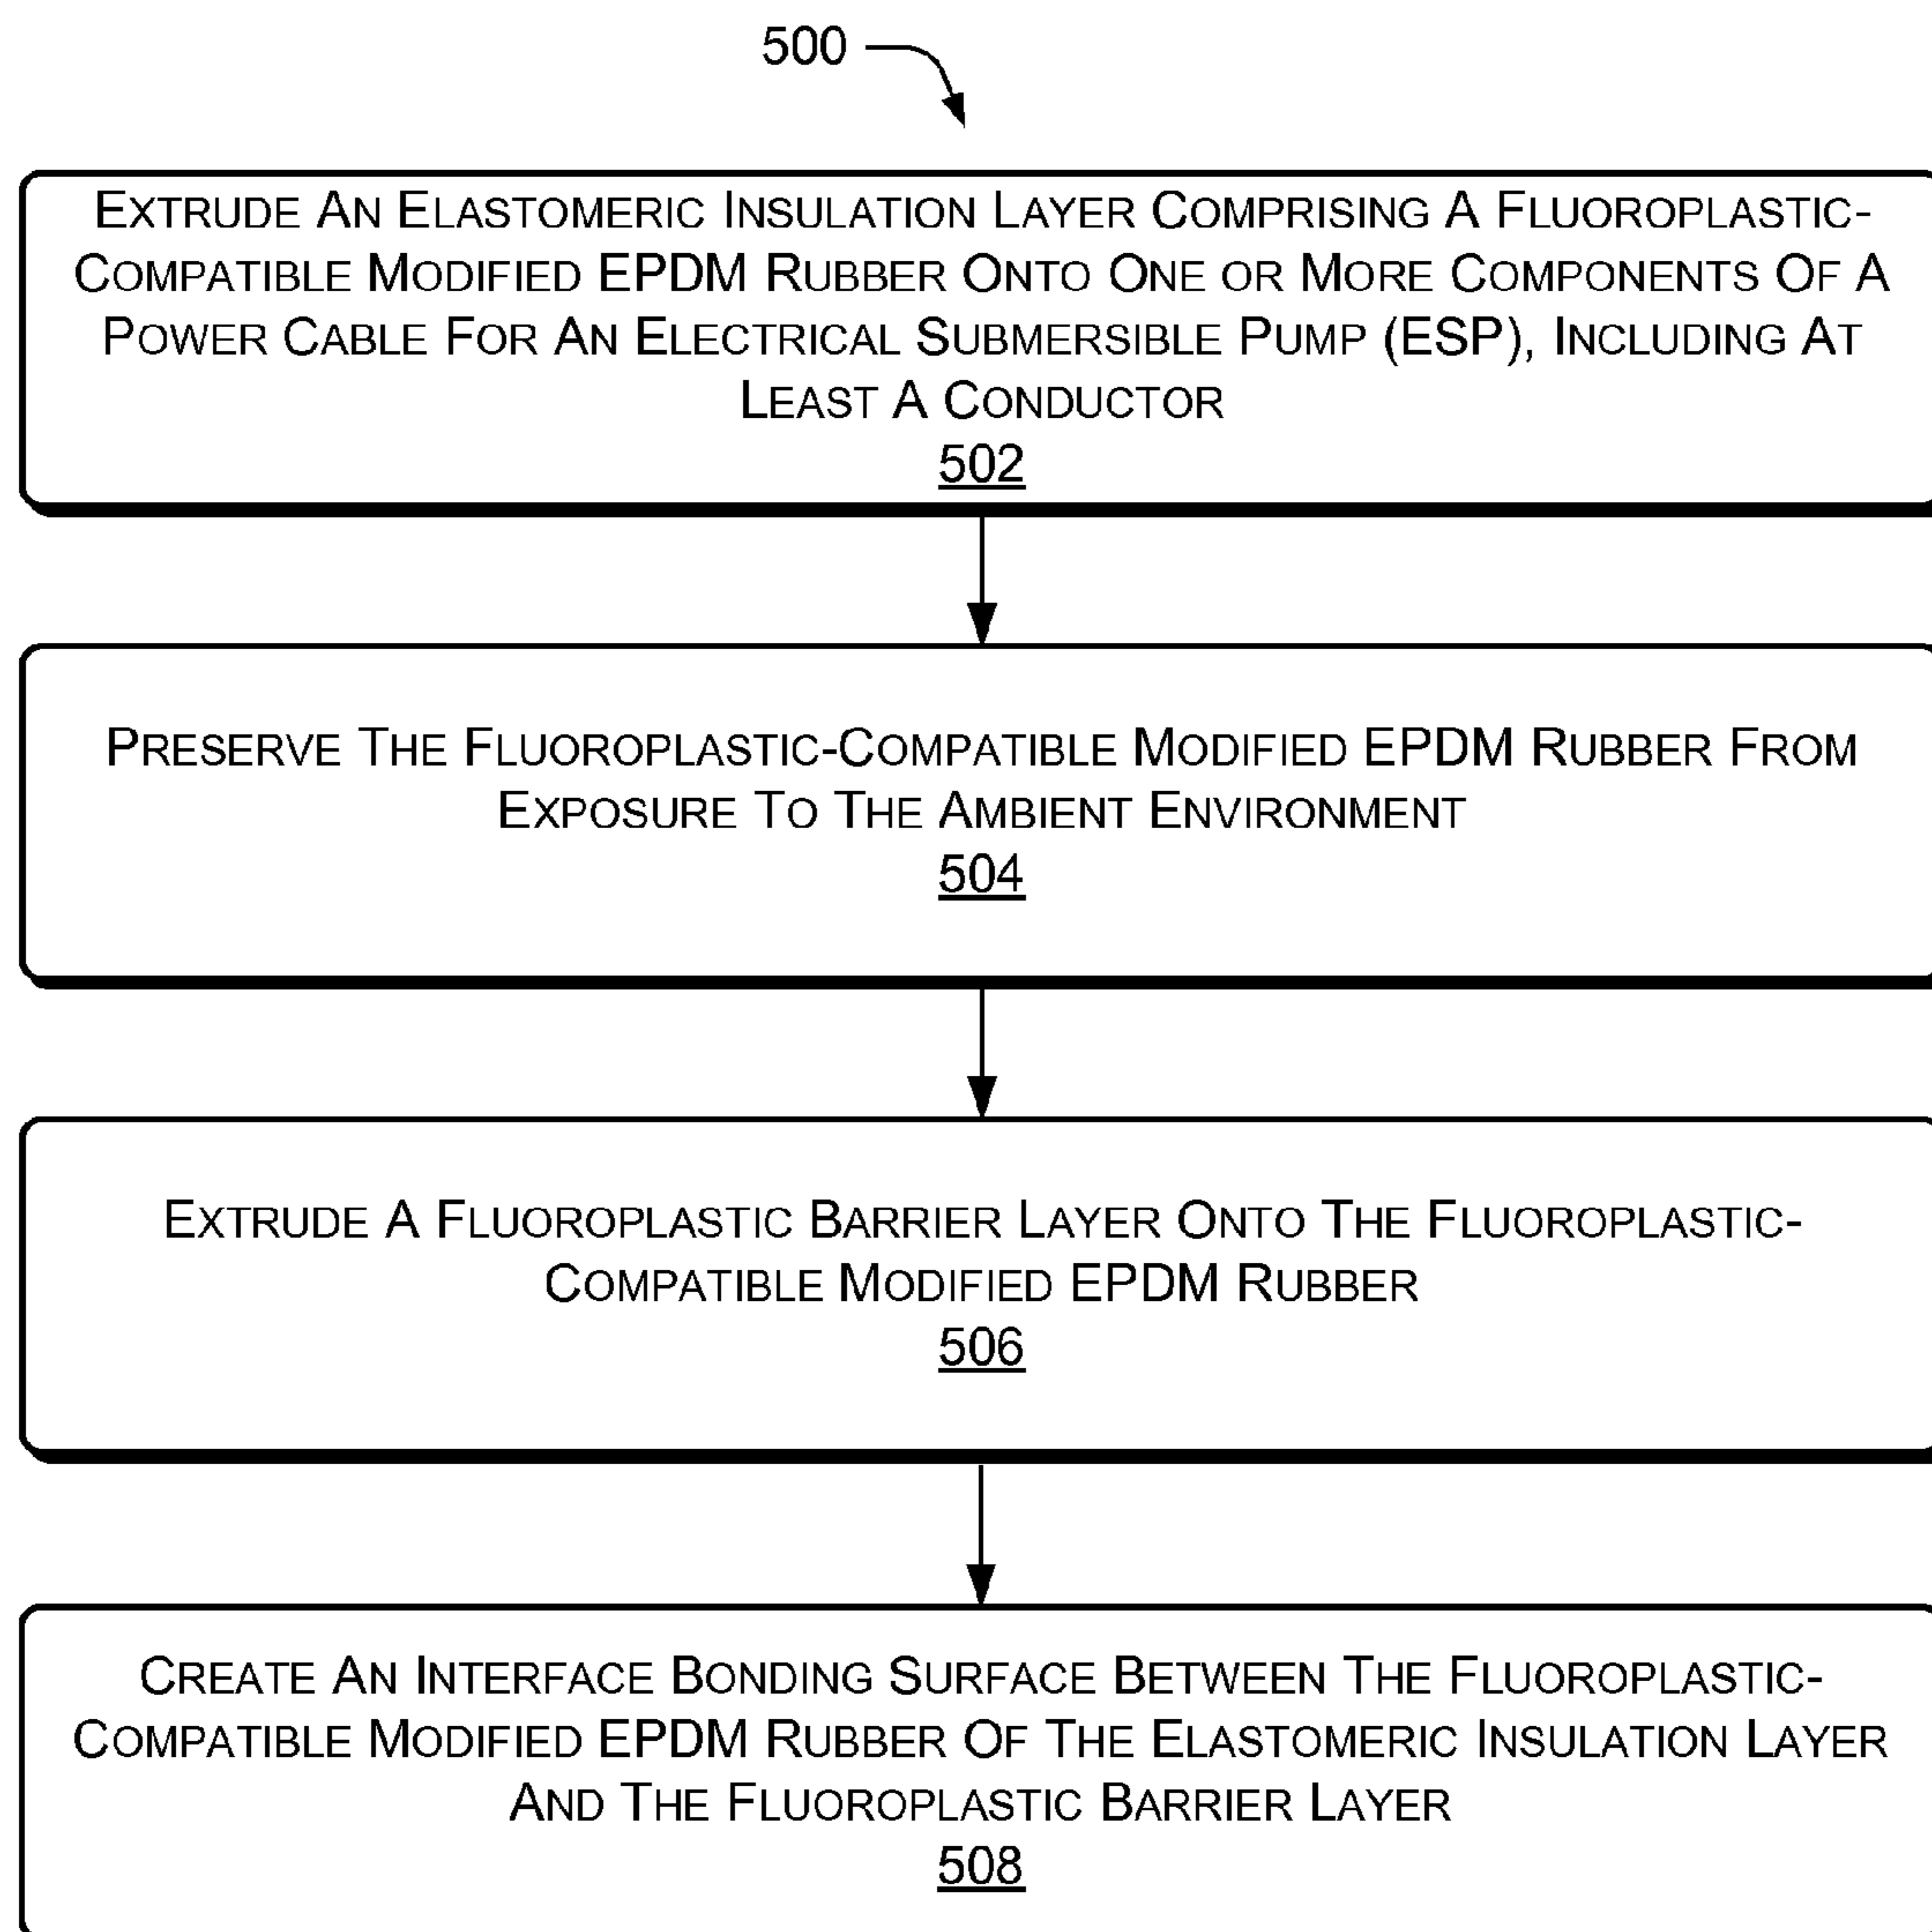 500
EXTRUDE AN ELASTOMERIC INSULATION LAYER COMPRISING A FLUOROPLASTIC-
COMPATIBLE MODIFIED EPDM RUBBER ONTO ONE OR MORE COMPONENTS OF A
POWER CABLE FOR AN ELECTRICAL SUBMERSIBLE PUMP (ESP), INCLUDING AT
LEAST A CONDUCTOR
502
PRESERVE THE FLUOROPLASTIC-COMPATIBLE MODIFIED EPDM RUBBER FROM
EXPOSURE TO THE AMBIENT ENVIRONMENT
504
EXTRUDE A FLUOROPLASTIC BARRIER LAYER ONTO THE FLUOROPLASTIC-
COMPATIBLE MODIFIED EPDM RUBBER
506
CREATE AN INTERFACE BONDING SURFACE BETWEEN THE FLUOROPLASTIC-
COMPATIBLE MODIFIED EPDM RUBBER OF THE ELASTOMERIC INSULATION LAYER
AND THE FLUOROPLASTIC BARRIER LAYER
508